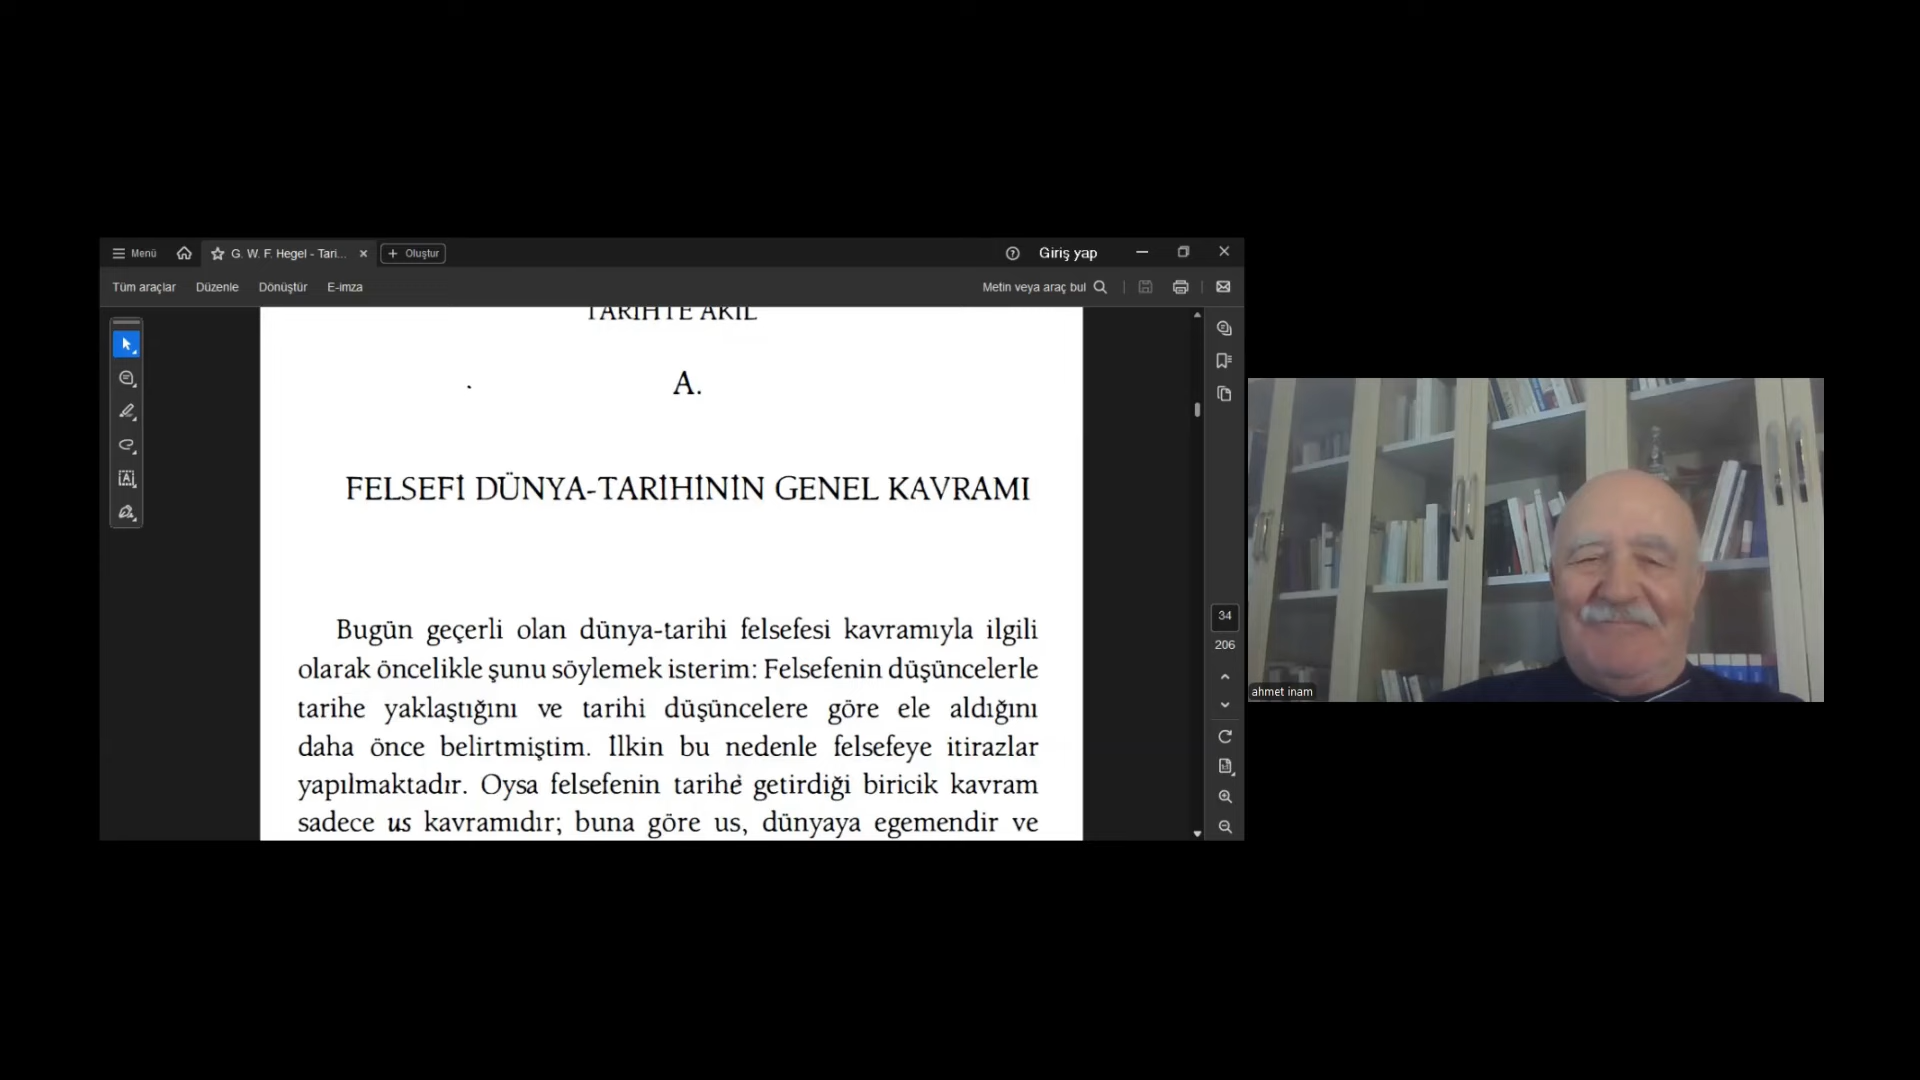 Menü
G. W. F. Hegel - Tari...
Oluştur
Giriş yap
Tüm araçlar
Düzenle
Dönüştür
E-imza
Metin veya araç bul
TARİHTE AKIL
A.
FELSEFİ DÜNYA-TARİHİNİN GENEL KAVRAMI
Bugün geçerli olan dünya-tarihi felsefesi kavramıyla ilgili
olarak öncelikle şunu söylemek isterim: Felsefenin düşüncelerle
tarihe yaklaştığını ve tarihi düşüncelere göre ele aldığını
daha önce belirtmiştim. İlkin bu nedenle felsefeye itirazlar
yapılmaktadır. Oysa felsefenin tarihe getirdiği biricik kavram
sadece us kavramıdır; buna göre us, dünyaya egemendir ve
34
206
ahmet inam